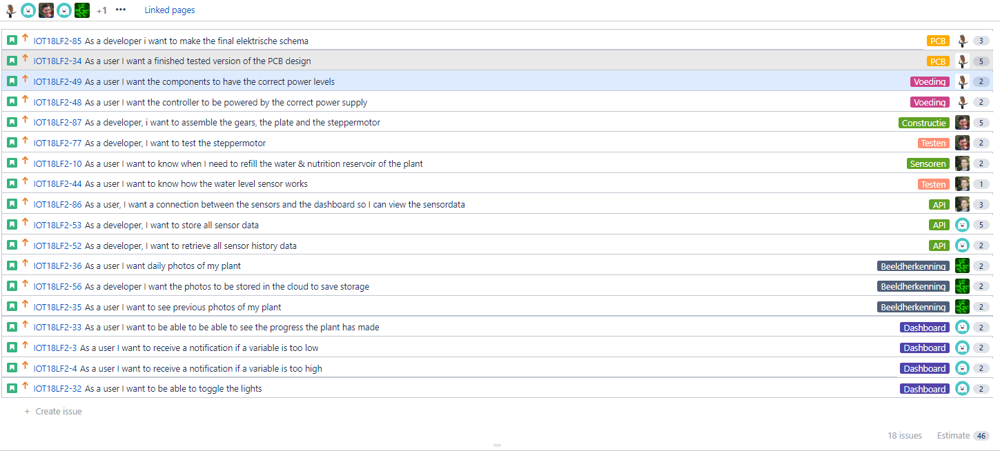 +1 ••• Linked pages
IOT18LF2-85 As a developer i want to make the final elektrische schema PCB 3
IOT18LF2-34 As a user I want a finished tested version of the PCB design PCB 5
IOT18LF2-49 As a user I want the components to have the correct power levels Voeding 2
IOT18LF2-48 As a user I want the controller to be powered by the correct power supply Voeding 2
IOT18LF2-87 As a developer, i want to assemble the gears, the plate and the steppermotor Constructie 5
IOT18LF2-77 As a developer, I want to test the steppermotor Testen 2
IOT18LF2-10 As a user I want to know when I need to refill the water & nutrition reservoir of the plant Sensoren 2
IOT18LF2-44 As a user I want to know how the water level sensor works Testen 1
IOT18LF2-86 As a user, I want a connection between the sensors and the dashboard so I can view the sensordata API 3
IOT18LF2-53 As a developer, I want to store all sensor data API 5
IOT18LF2-52 As a developer, I want to retrieve all sensor history data API 2
IOT18LF2-36 As a user I want daily photos of my plant Beeldherkenning 2
IOT18LF2-56 As a developer I want the photos to be stored in the cloud to save storage Beeldherkenning 2
IOT18LF2-35 As a user I want to see previous photos of my plant Beeldherkenning 2
IOT18LF2-33 As a user I want to be able to be able to see the progress the plant has made Dashboard 2
IOT18LF2-3 As a user I want to receive a notification if a variable is too low Dashboard 2
IOT18LF2-4 As a user I want to receive a notification if a variable is too high Dashboard 2
IOT18LF2-32 As a user I want to be able to toggle the lights Dashboard 2
+ Create issue
18 issues Estimate 46